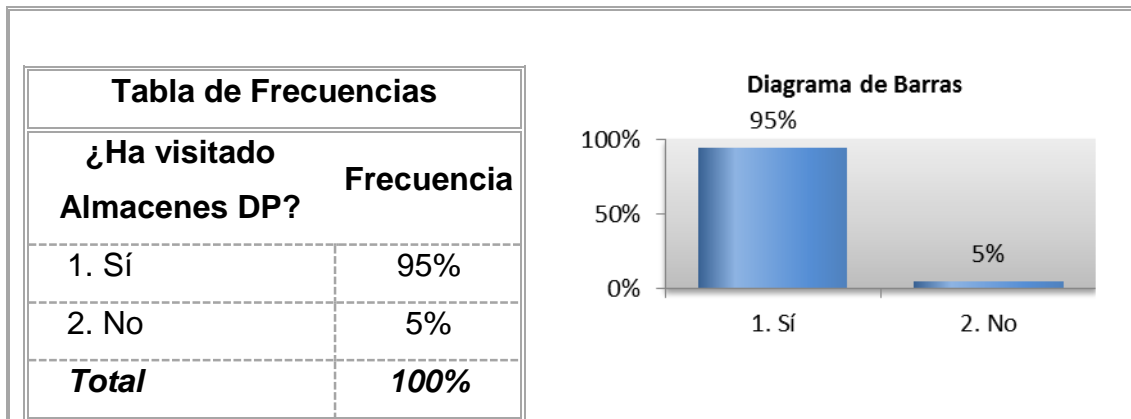 Tabla de Frecuencias
¿Ha visitado
Almacenes DP?
Frecuencia
1. Sí 95%
2. No 5%
Total 100%
Diagrama de Barras
95%
100%
50%
5%
0%
1. Sí 2. No